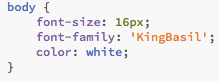 body {
    font-size: 16px;
    font-family: 'KingBasil';
    color: white;
}